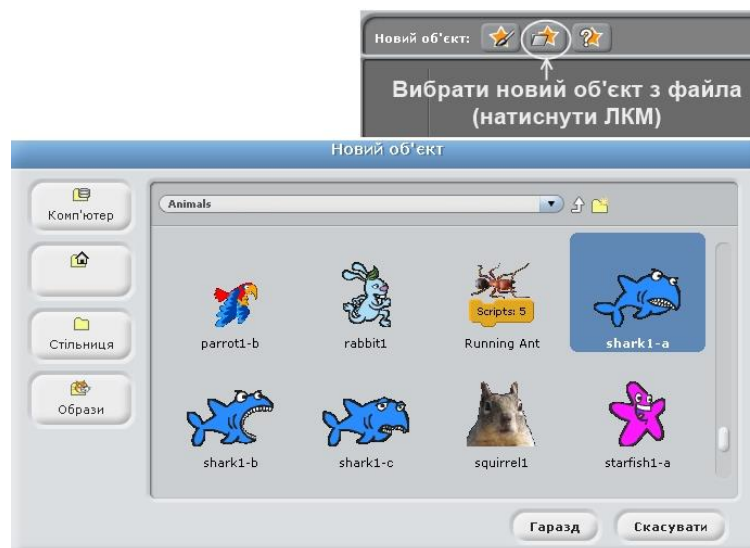 Новий об'єкт:
Вибрати новий об'єкт з файла
(натиснути ЛКМ)
Новий об'єкт
Комп'ютер
Стільниця
Образи
Animals
parrot1-b
rabbit1
Scripts: 5
Running Ant
shark1-a
shark1-b
shark1-c
squirrel1
starfish1-a
Гаразд
Скасувати